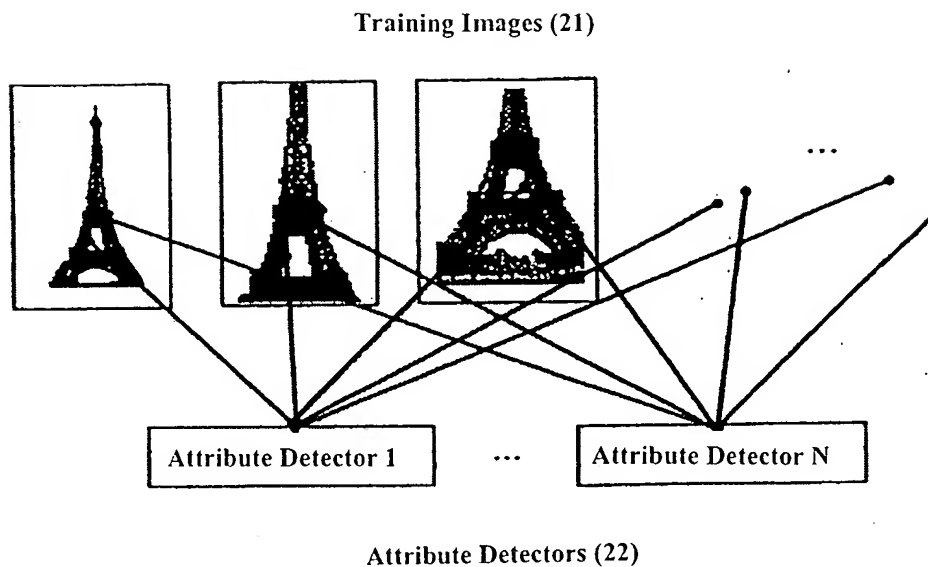 Training Images (21)
...
Attribute Detector 1
...
Attribute Detector N
Attribute Detectors (22)